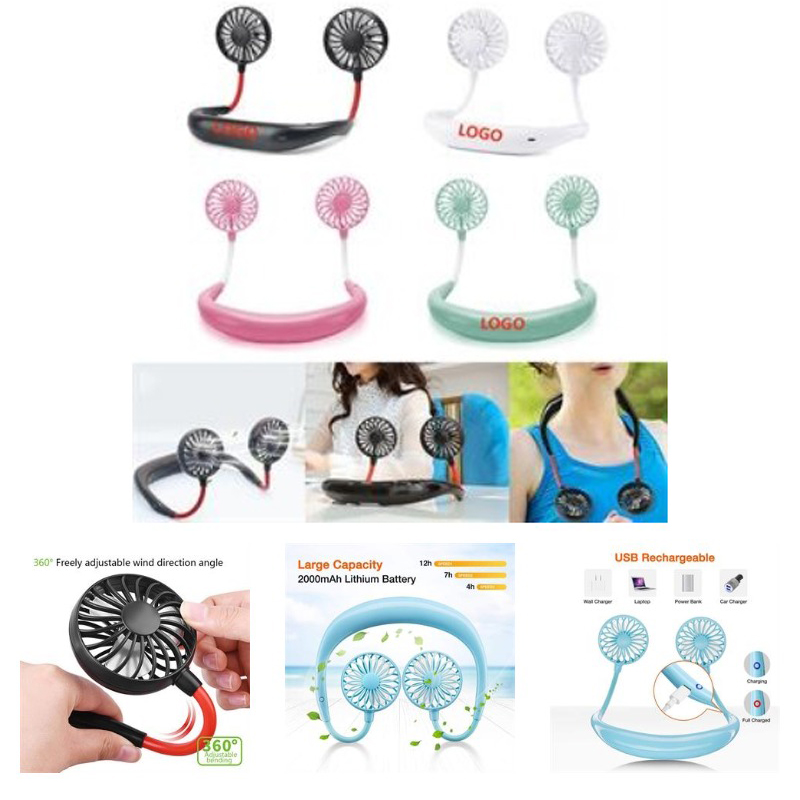 LOGO
LOGO
LOGO
360° Freely adjustable wind direction angle
360°
Adjustable
bending
Large Capacity
2000mAh Lithium Battery
12h
7h
4h
USB Rechargeable
Wall Charger
Laptop
Power Bank
Car Charger
Charging
Full Charged